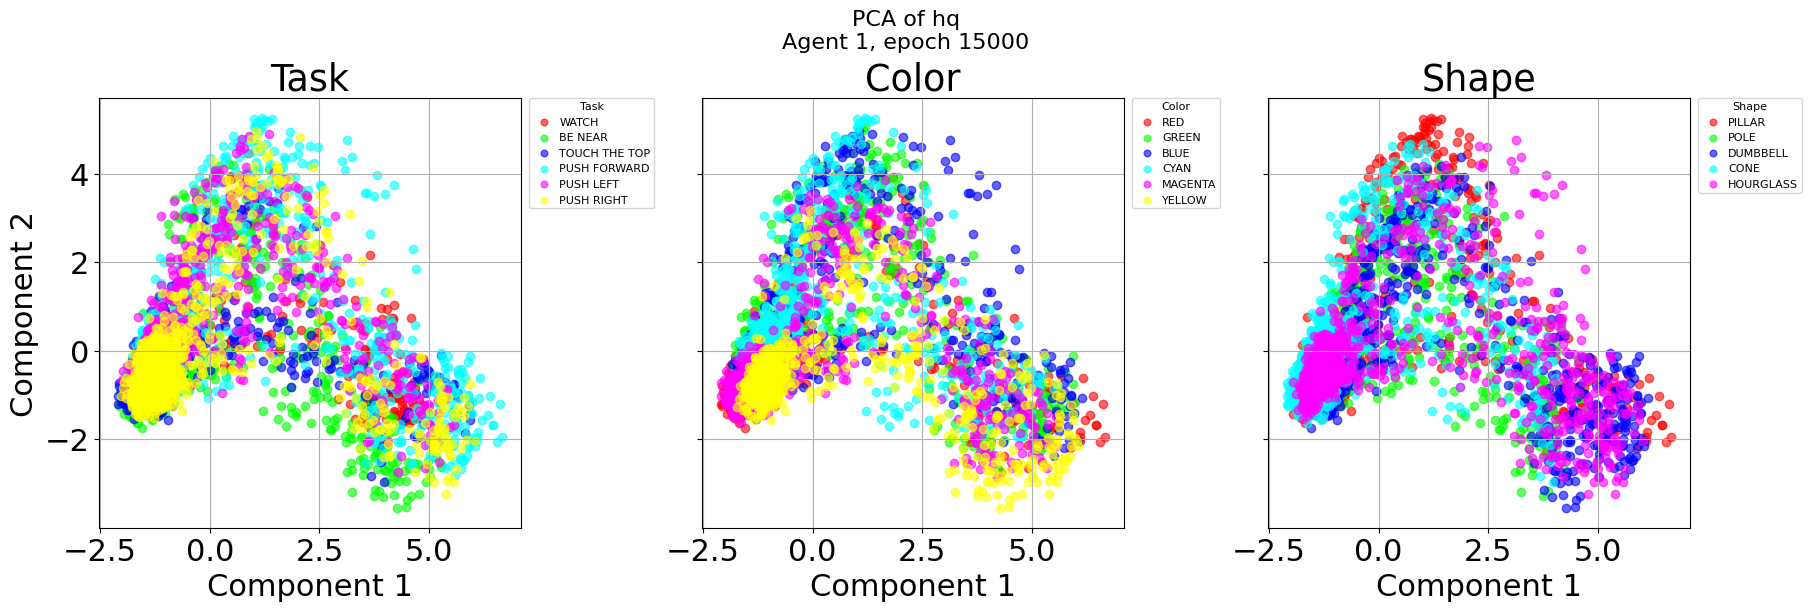 PCA of hq
Agent 1, epoch 15000
Task
Component 2
4
2
0
−2
−2.5 0.0 2.5 5.0
Component 1
Task
WATCH
BE NEAR
TOUCH THE TOP
PUSH FORWARD
PUSH LEFT
PUSH RIGHT
Color
−2.5 0.0 2.5 5.0
Component 1
Color
RED
GREEN
BLUE
CYAN
MAGENTA
YELLOW
Shape
−2.5 0.0 2.5 5.0
Component 1
Shape
PILLAR
POLE
DUMBBELL
CONE
HOURGLASS